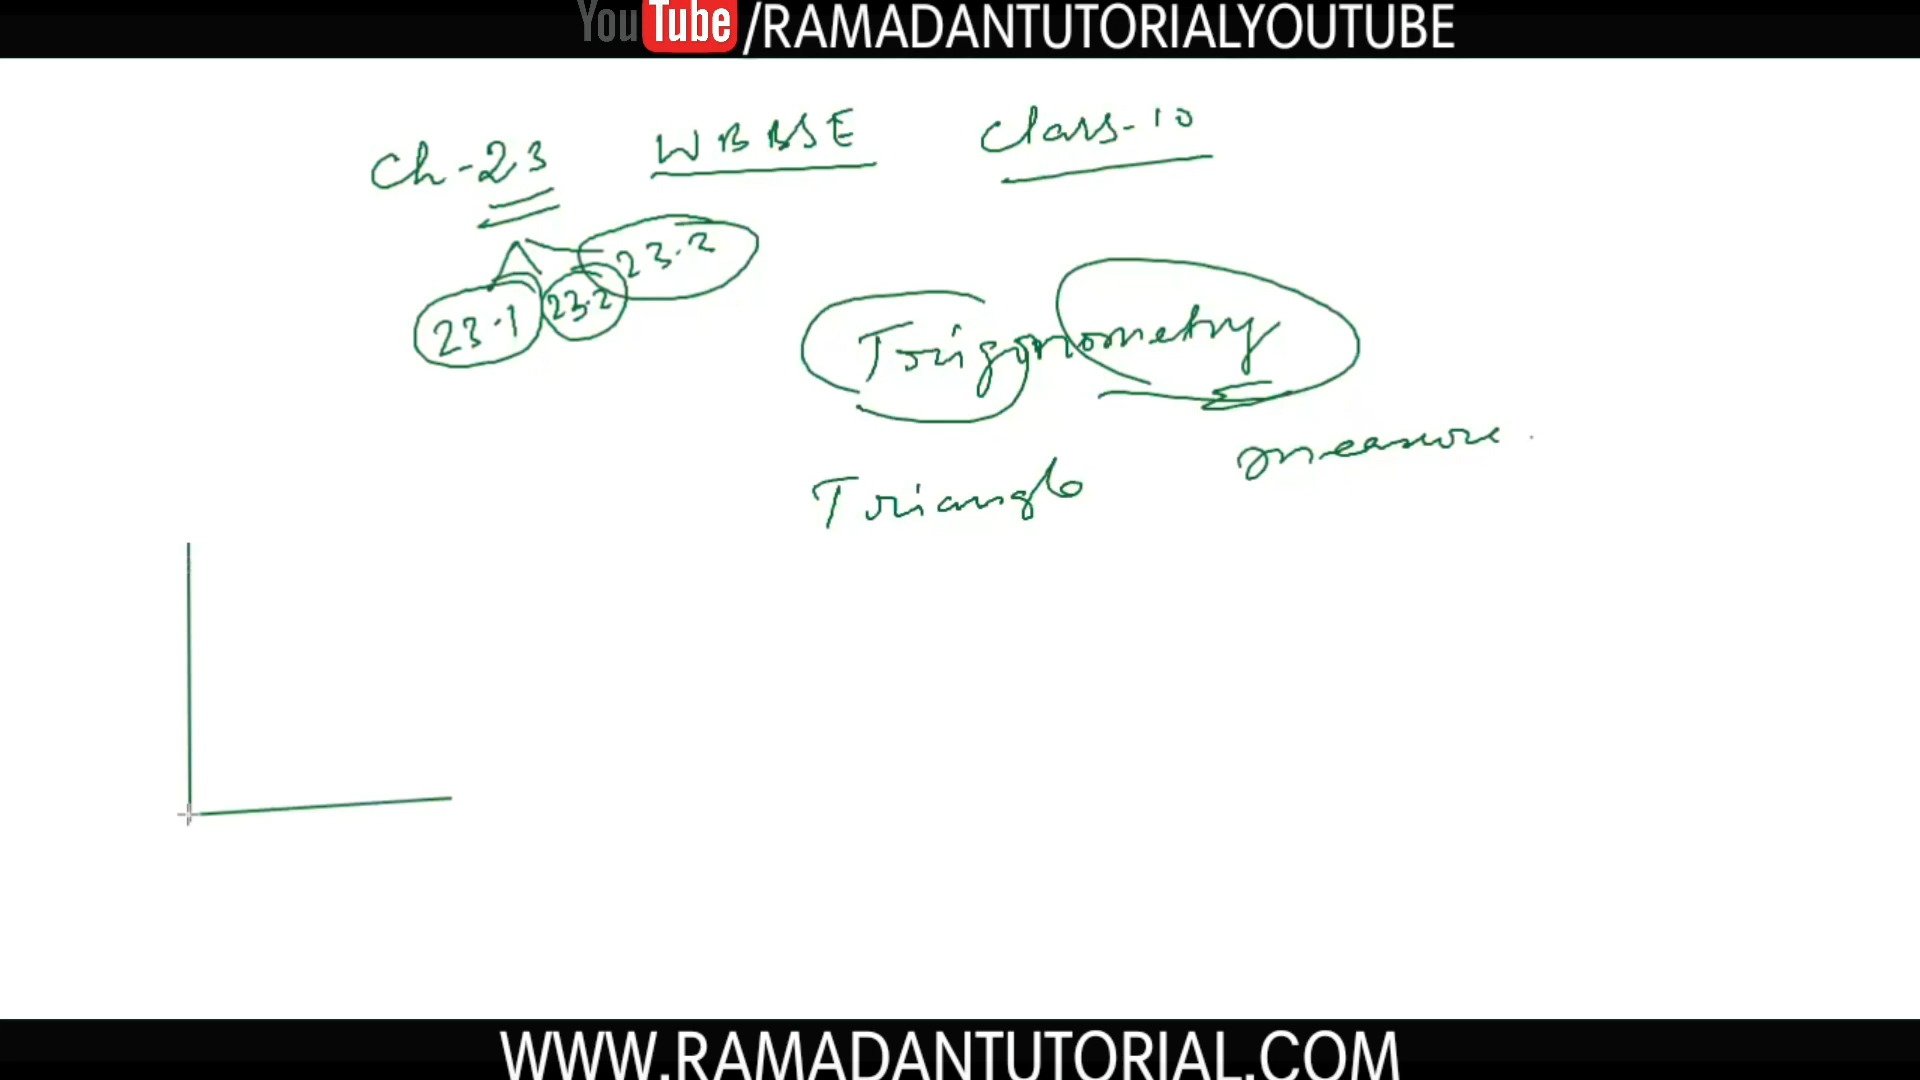 YouTube /RAMADANTUTORIALYOUTUBE
Ch-23 WBBSE Class-10
23.2
23.1 23.2
Trigonometry
measure.
Triangle
WWW.RAMADANTUTORIAL.COM